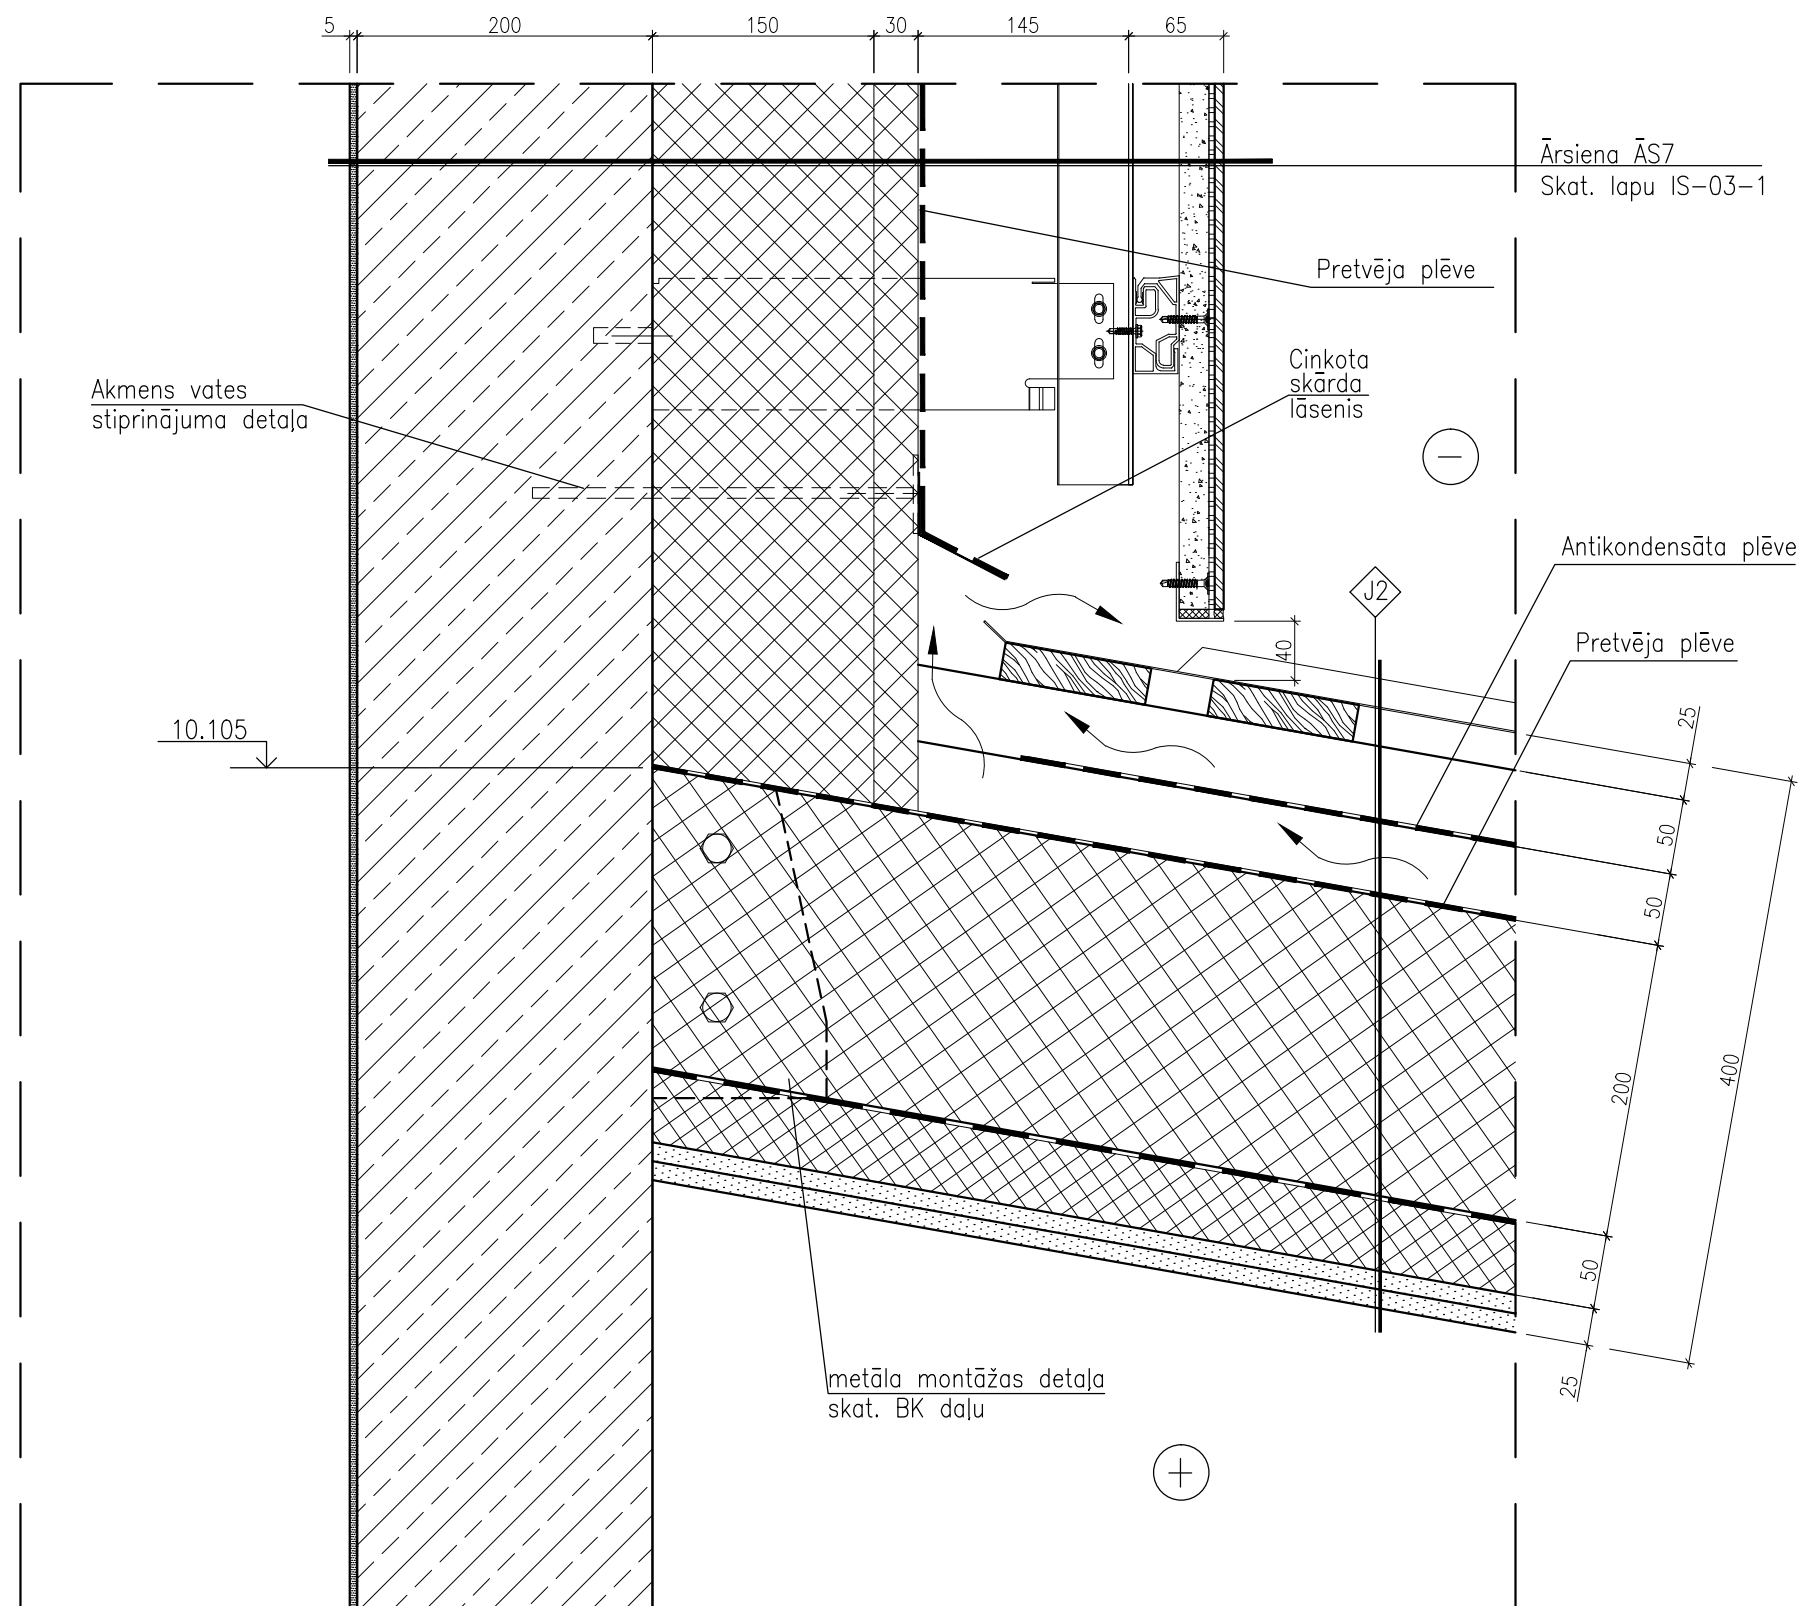 5
200
150
30
145
65
Ārsiena ĀS7
Skat. lapu IS-03-1
Pretvēja plēve
Cinkota
skārda
lāsenis
Akmens vates
stiprinājuma detaļa
Antikondensāta plēve
J2
Pretvēja plēve
40
10.105
25
50
50
200
400
50
25
metāla montāžas detaļa
skat. BK daļu